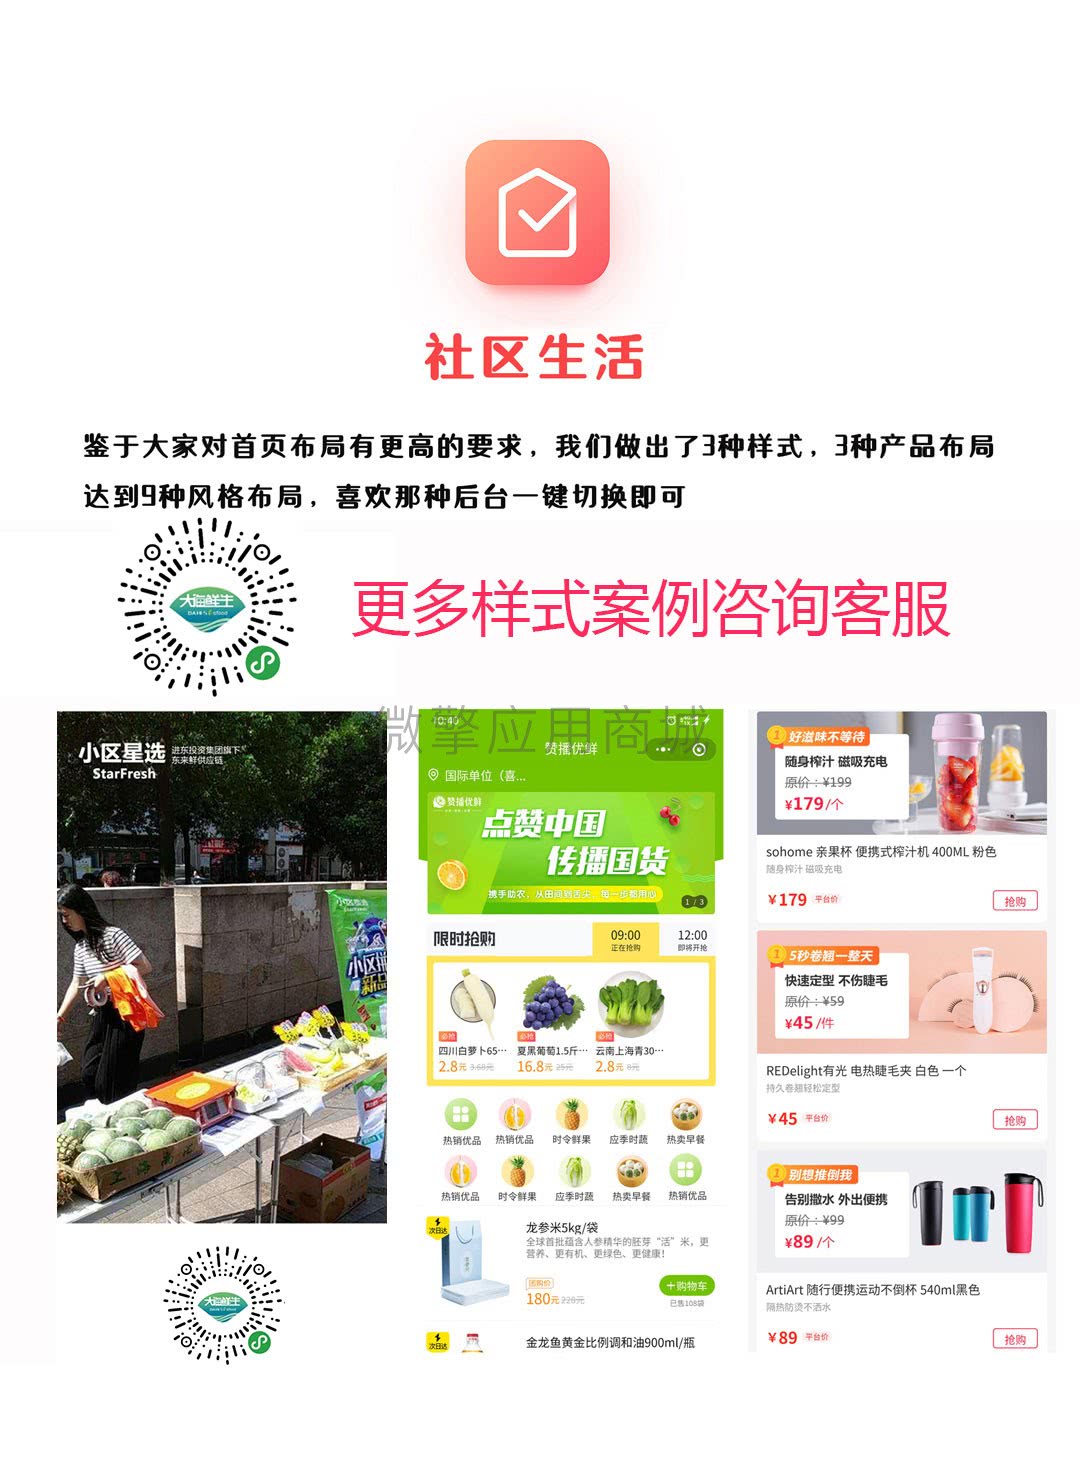 社区生活
鉴于大家对首页布局有更高的要求，我们做出了3种样式，3种产品布局
达到9种风格布局，喜欢那种后台一键切换即可
大海鲜生
更多样式案例咨询客服
微擎应用商城
小区星选
进东投资集团旗下
东来鲜供应链
StarFresh
10:40
赞播优鲜
国际单位（喜...
赞播优鲜
点赞中国
传播国货
携手助农，从田间到舌尖，每一步都用心
1 / 3
限时抢购
09:00
正在抢购
12:00
即将开抢
必抢
必抢
必抢
四川白萝卜65...
夏黑葡萄1.5斤...
云南上海青30...
2.8元 3.68元
16.8元 25元
2.8元 8元
热销优品
热销优品
时令鲜果
应季时蔬
热卖早餐
热销优品
时令鲜果
应季时蔬
热卖早餐
热销优品
次日达
龙参米5kg/袋
全球首批蕴含人参精华的胚芽“活”米，更
营养、更有机、更绿色、更健康！
团购价
180元 228元
+购物车
已售108袋
次日达
金龙鱼黄金比例调和油900ml/瓶
1 好滋味不等待
随身榨汁 磁吸充电
原价：¥199
¥179/个
sohome 亲果杯 便携式榨汁机 400ML 粉色
随身榨汁 磁吸充电
¥179 平台价
抢购
1 5秒卷翘一整天
快速定型 不伤睫毛
原价：¥59
¥45/件
REDelight有光 电热睫毛夹 白色 一个
持久卷翘轻松定型
¥45 平台价
抢购
1 别想推倒我
告别撒水 外出便携
原价：¥99
¥89/个
ArtiArt 随行便携运动不倒杯 540ml黑色
隔热防烫不洒水
¥89 平台价
抢购
大海鲜生